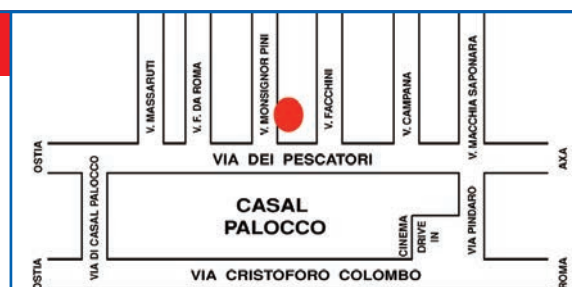 V. MASSARUTI
V. F. DA ROMA
V. MONSIGNOR PINI
V. FACCHINI
V. CAMPANA
V. MACCHIA SAPONARA
OSTIA
VIA DEI PESCATORI
AXA
VIA DI CASAL PALOCCO
CASAL
PALOCCO
CINEMA
DRIVE
IN
VIA PINDARO
OSTIA
VIA CRISTOFORO COLOMBO
ROMA